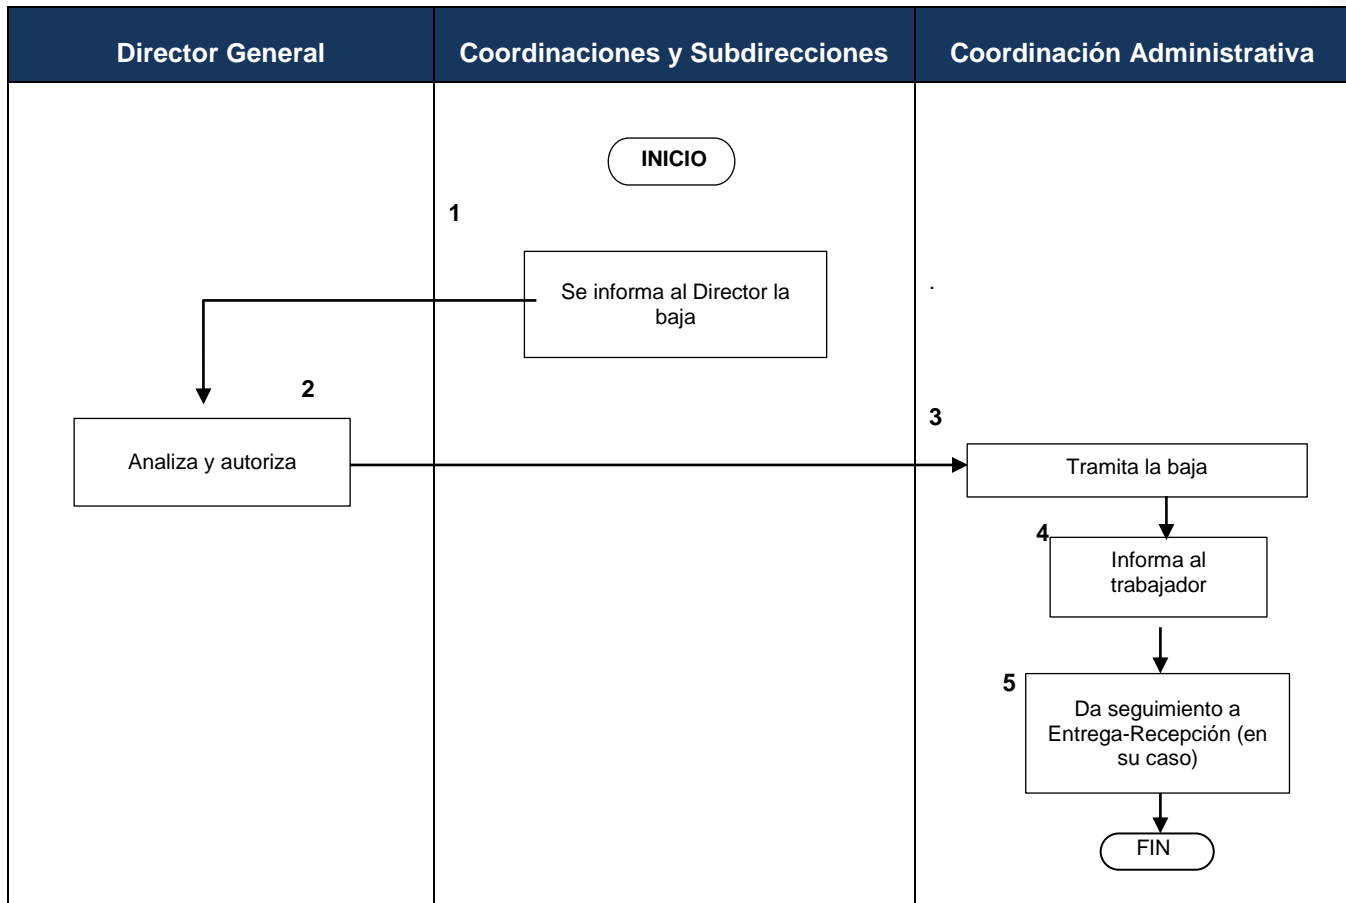 Director General
Coordinaciones y Subdirecciones
Coordinación Administrativa
INICIO
1
Se informa al Director la
baja
.
2
Analiza y autoriza
3
Tramita la baja
4
Informa al
trabajador
5
Da seguimiento a
Entrega-Recepción (en
su caso)
FIN